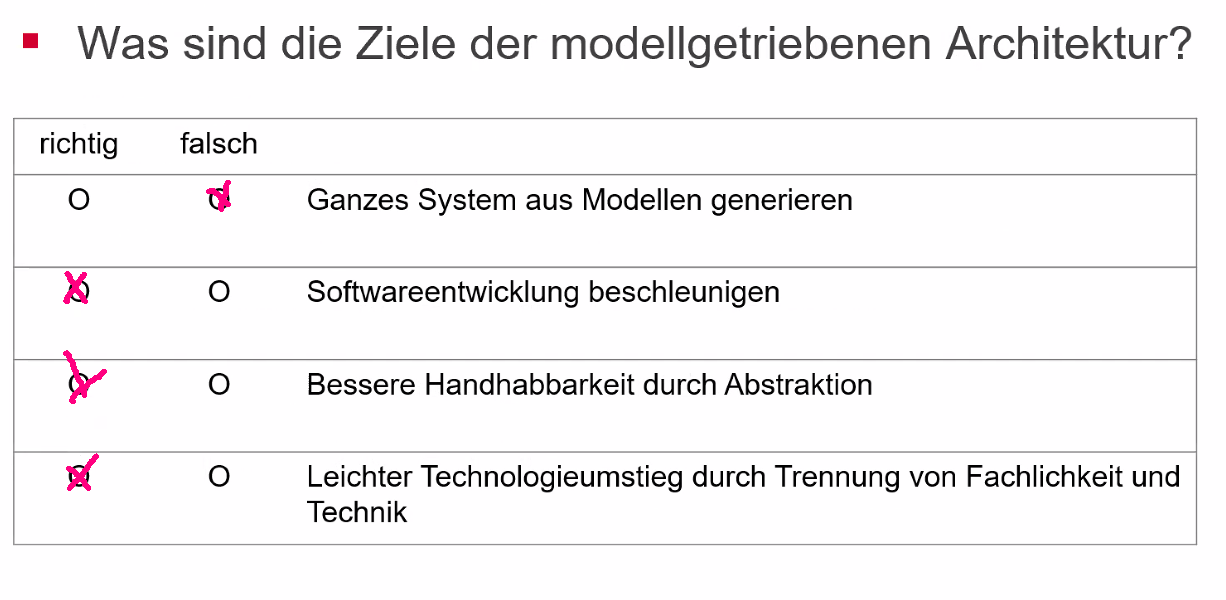 Was sind die Ziele der modellgetriebenen Architektur?
richtig falsch
O O Ganzes System aus Modellen generieren
O O Softwareentwicklung beschleunigen
O O Bessere Handhabbarkeit durch Abstraktion
O O Leichter Technologieumstieg durch Trennung von Fachlichkeit und
Technik